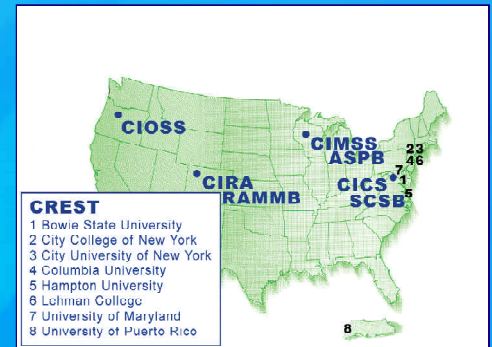 CIOSS
CIMSS
ASPB
23
46
7
CIRA
RAMMB
CICS
1
SCSB
5
CREST
1 Bowie State University
2 City College of New York
3 City University of New York
4 Columbia University
5 Hampton University
6 Lehman College
7 University of Maryland
8 University of Puerto Rico
8